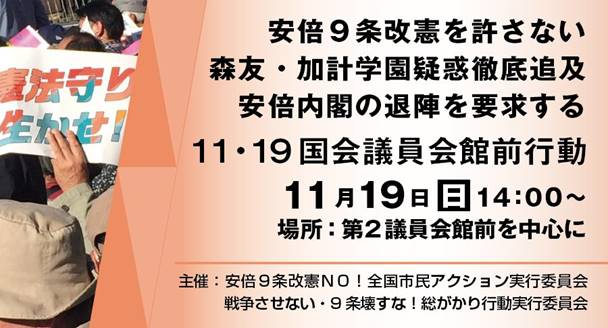 憲法守り
生かせ!
安倍９条改憲を許さない
森友・加計学園疑惑徹底追及
安倍内閣の退陣を要求する
11・19国会議員会館前行動
11月19日日14:00～
場所：第２議員会館前を中心に
主催：安倍９条改憲ＮＯ！全国市民アクション実行委員会
戦争させない・９条壊すな！総がかり行動実行委員会